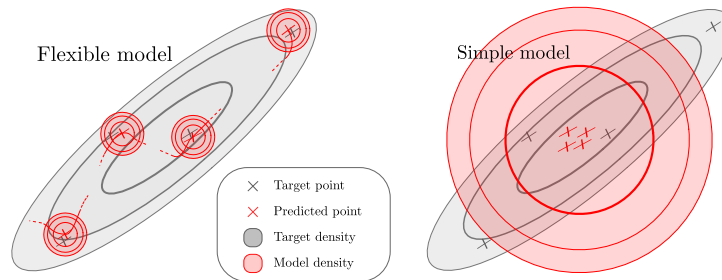 Flexible model
Simple model
Target point
Predicted point
Target density
Model density